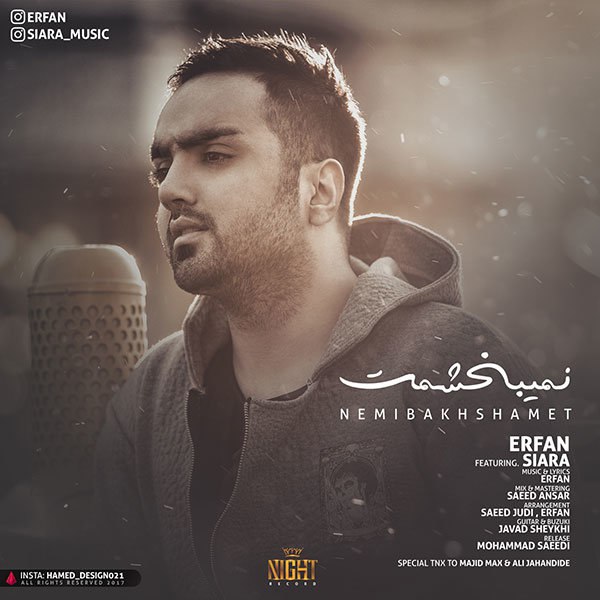 ERFAN
SIARA_MUSIC
نمیبخشمت
NEMIBAKHSHAMET
ERFAN
FEATURING. SIARA
MUSIC & LYRICS
ERFAN
MIX & MASTERING
SAEED ANSAR
ARRANGEMENT
SAEED JUDI , ERFAN
GUITAR & BUZUKI
JAVAD SHEYKHI
RELEASE
MOHAMMAD SAEEDI
SPECIAL TNX TO MAJID MAX & ALI JAHANDIDE
INSTA: HAMED_DESIGN021
ALL RIGHTS RESERVED 2017
NIGHT
RECORD